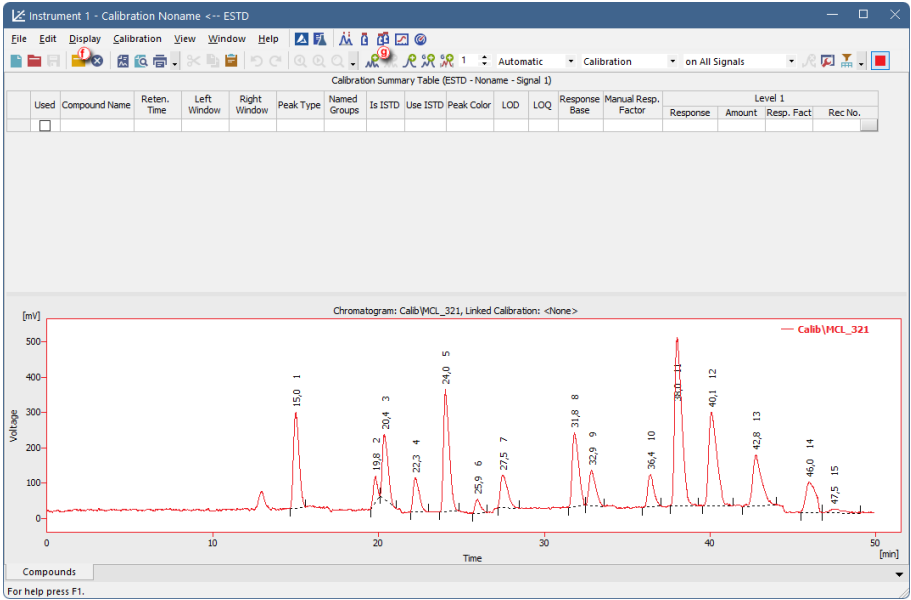 Instrument 1 - Calibration Noname <-- ESTD
File Edit Display Calibration View Window Help
f g 1 Automatic Calibration on All Signals
Calibration Summary Table (ESTD - Noname - Signal 1)
Used Compound Name Reten. Time Left Window Right Window Peak Type Named Groups Is ISTD Use ISTD Peak Color LOD LOQ Response Base Manual Resp. Factor Level 1
Response Amount Resp. Fact Rec No.
Chromatogram: Calib\MCL_321, Linked Calibration: <None>
[mV]
Calib\MCL_321
500
400
300
200
100
0
Voltage
15,0 1
19,8 2
20,4 3
22,3 4
24,0 5
25,9 6
27,5 7
31,8 8
32,9 9
36,4 10
38,0 11
40,1 12
42,8 13
46,0 14
47,5 15
0 10 20 30 40 50
Time
[min]
Compounds
For help press F1.